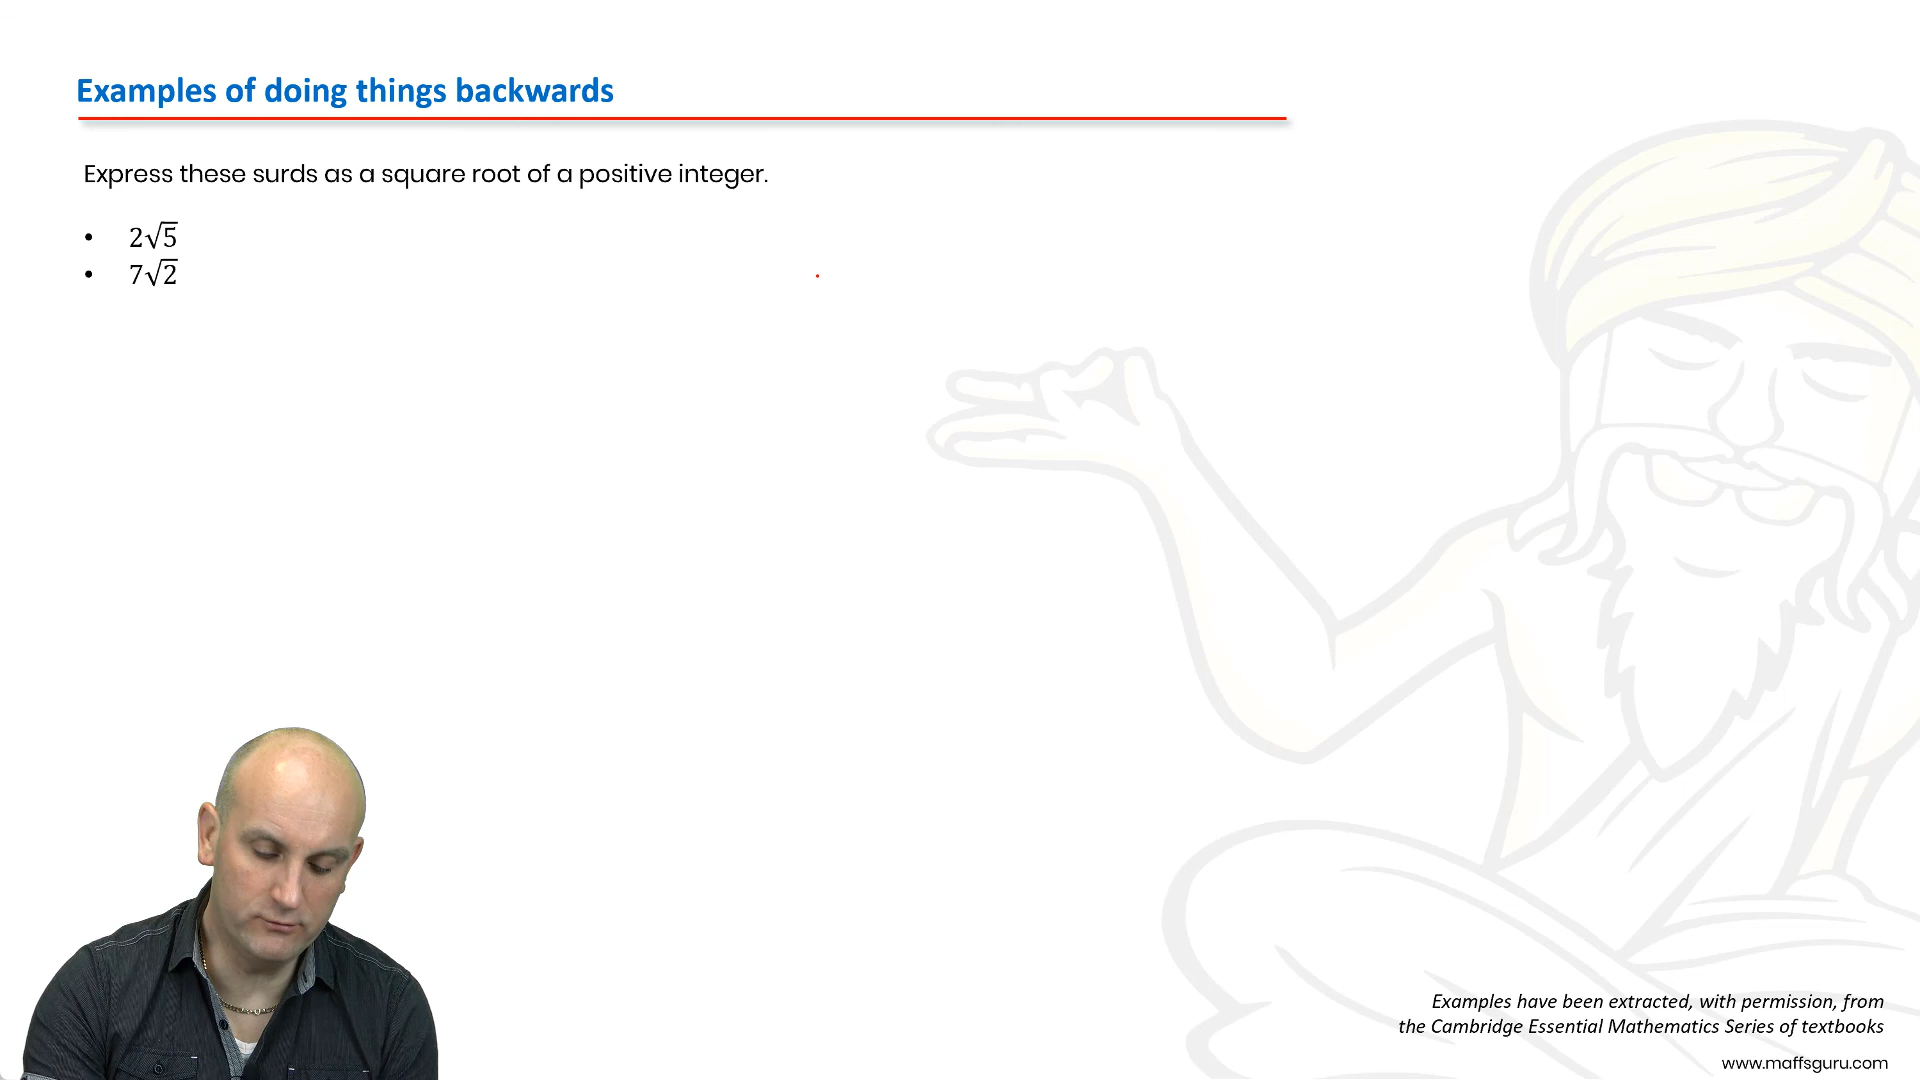 Examples of doing things backwards
Express these surds as a square root of a positive integer.
• 2√5
• 7√2
Examples have been extracted, with permission, from
the Cambridge Essential Mathematics Series of textbooks
www.maffsguru.com